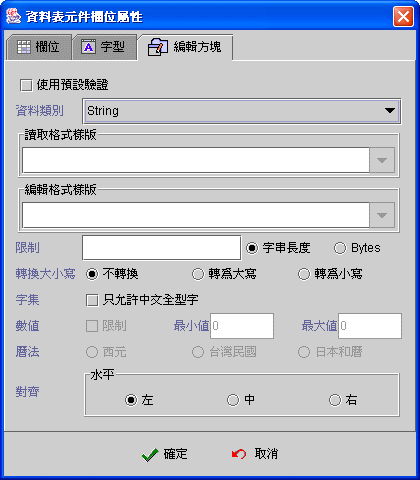 資料表元件欄位屬性
欄位 字型 編輯方塊
使用預設驗證
資料類別 String
讀取格式樣版
編輯格式樣版
限制 字串長度 Bytes
轉換大小寫 不轉換 轉為大寫 轉為小寫
字集 只允許中文全型字
數值 限制 最小值 0 最大值 0
曆法 西元 台灣民國 日本和曆
水平
對齊 左 中 右
確定 取消